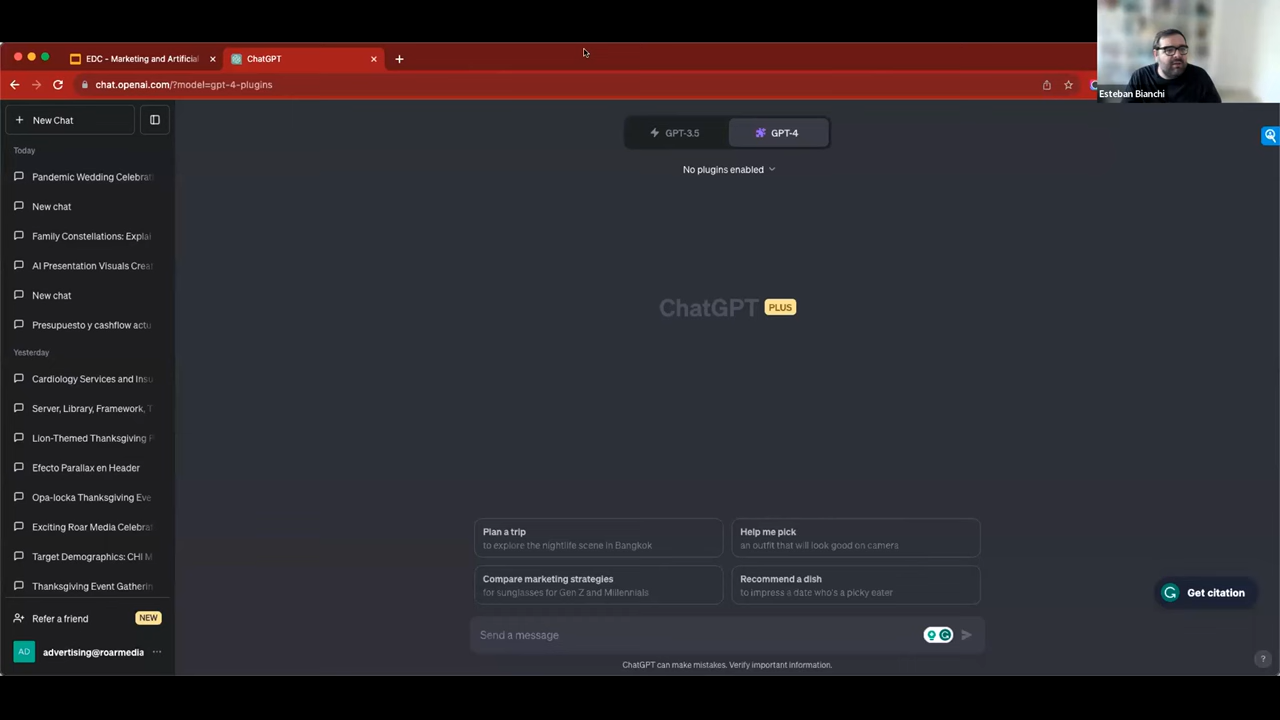 EDC - Marketing and Artificial
ChatGPT
chat.openai.com/?model=gpt-4-plugins
Esteban Bianchi
New Chat
GPT-3.5
GPT-4
No plugins enabled
Today
Pandemic Wedding Celebrat
New chat
Family Constellations: Explai
AI Presentation Visuals Crea
New chat
Presupuesto y cashflow actu
Yesterday
Cardiology Services and Insu
Server, Library, Framework, T
Lion-Themed Thanksgiving P
Efecto Parallax en Header
Opa-locka Thanksgiving Eve
Exciting Roar Media Celebrat
Target Demographics: CHI M
Thanksgiving Event Gatherin
Refer a friend
NEW
AD
advertising@roarmedia
ChatGPT PLUS
Plan a trip
to explore the nightlife scene in Bangkok
Help me pick
an outfit that will look good on camera
Compare marketing strategies
for sunglasses for Gen Z and Millennials
Recommend a dish
to impress a date who's a picky eater
Get citation
Send a message
ChatGPT can make mistakes. Verify important information.
?